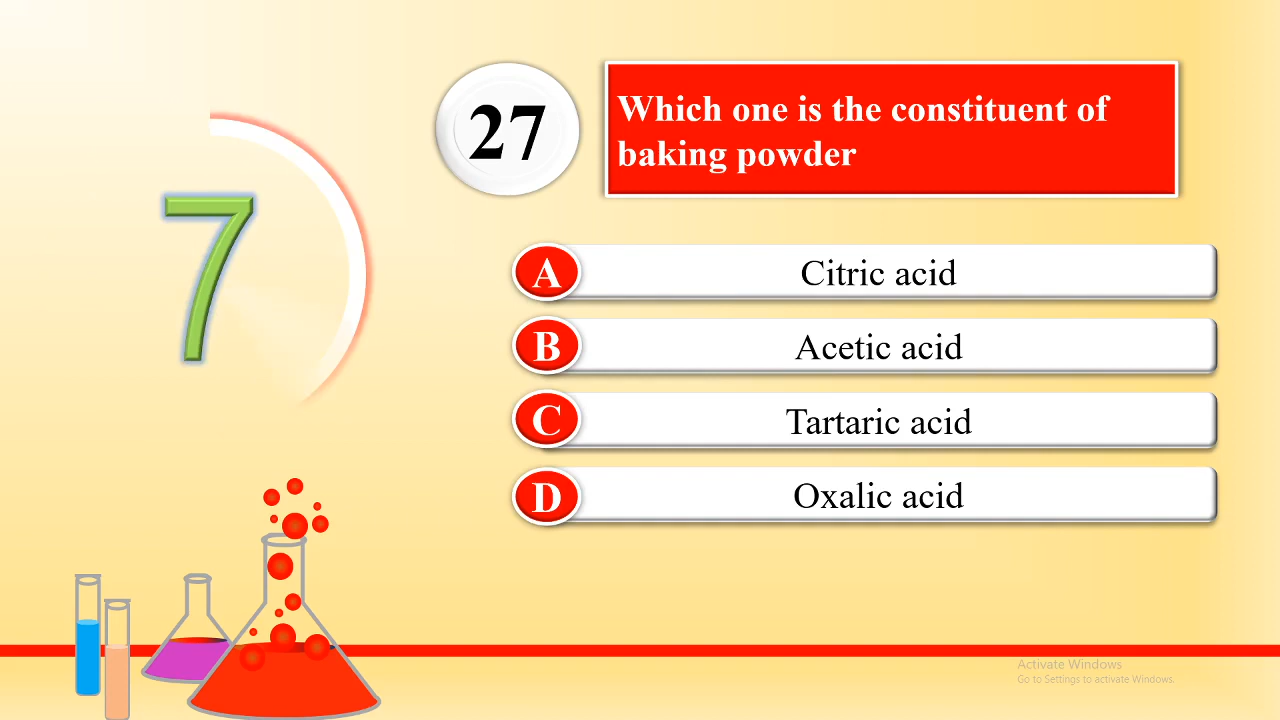 7
27
Which one is the constituent of
baking powder
A Citric acid
B Acetic acid
C Tartaric acid
D Oxalic acid
Activate Windows
Go to Settings to activate Windows.